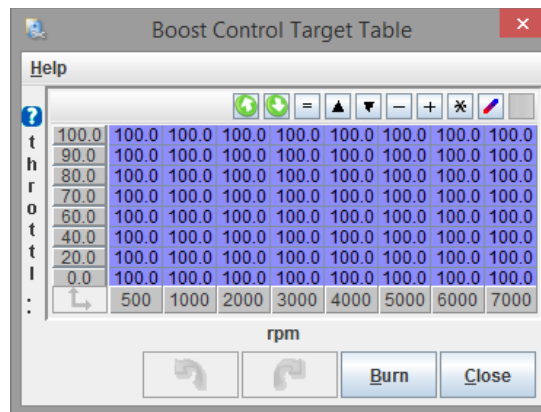 Boost Control Target Table
Help
= − +
throttl:
100.0 100.0 100.0 100.0 100.0 100.0 100.0 100.0 100.0
90.0 100.0 100.0 100.0 100.0 100.0 100.0 100.0 100.0
80.0 100.0 100.0 100.0 100.0 100.0 100.0 100.0 100.0
70.0 100.0 100.0 100.0 100.0 100.0 100.0 100.0 100.0
60.0 100.0 100.0 100.0 100.0 100.0 100.0 100.0 100.0
40.0 100.0 100.0 100.0 100.0 100.0 100.0 100.0 100.0
20.0 100.0 100.0 100.0 100.0 100.0 100.0 100.0 100.0
0.0 100.0 100.0 100.0 100.0 100.0 100.0 100.0 100.0
500 1000 2000 3000 4000 5000 6000 7000
rpm
Burn Close